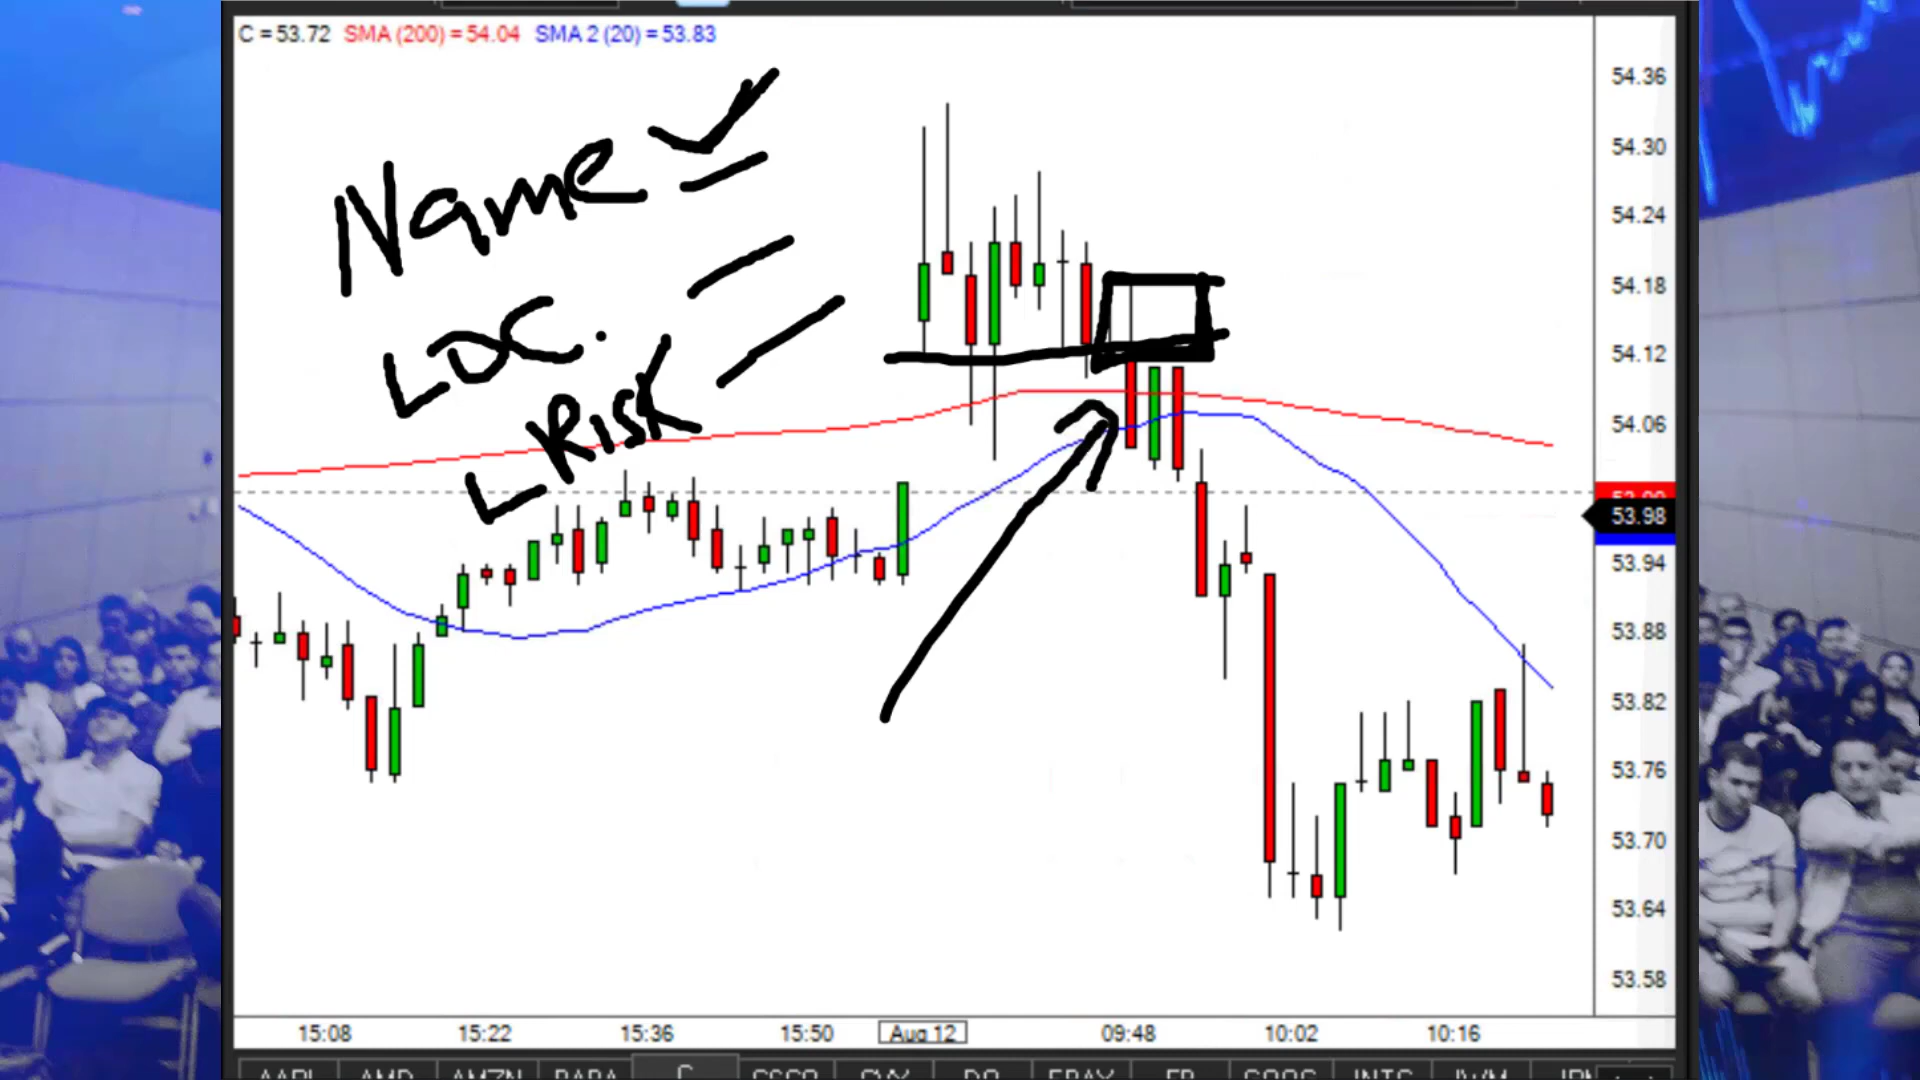 C = 53.72 SMA (200) = 54.04 SMA 2 (20) = 53.83
Name
LOC.
Risk
54.36
54.30
54.24
54.18
54.12
54.06
53.98
53.94
53.88
53.82
53.76
53.70
53.64
53.58
15:08 15:22 15:36 15:50 Aug 12 09:48 10:02 10:16
AAPL AMD AMZN BABA C CSCO EBAY FB GOOG INTC IWM JPM